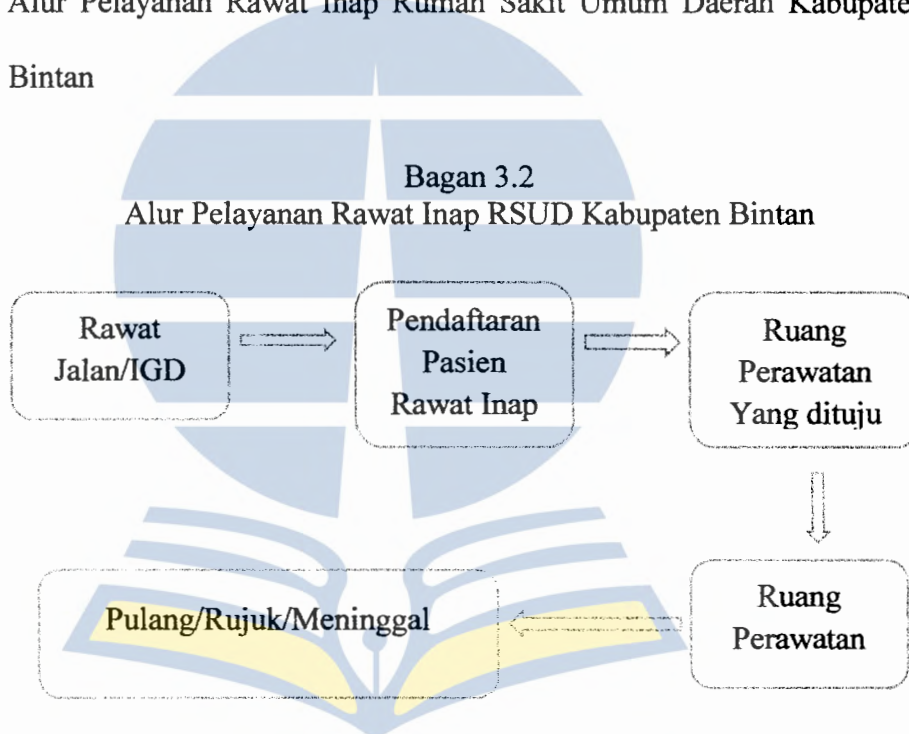 Alur Pelayanan Rawat Inap Rumah Sakit Umum Daerah Kabupate
Bintan
Bagan 3.2
Alur Pelayanan Rawat Inap RSUD Kabupaten Bintan
Rawat
Jalan/IGD
Pendaftaran
Pasien
Rawat Inap
Ruang
Perawatan
Yang dituju
Ruang
Perawatan
Pulang/Rujuk/Meninggal